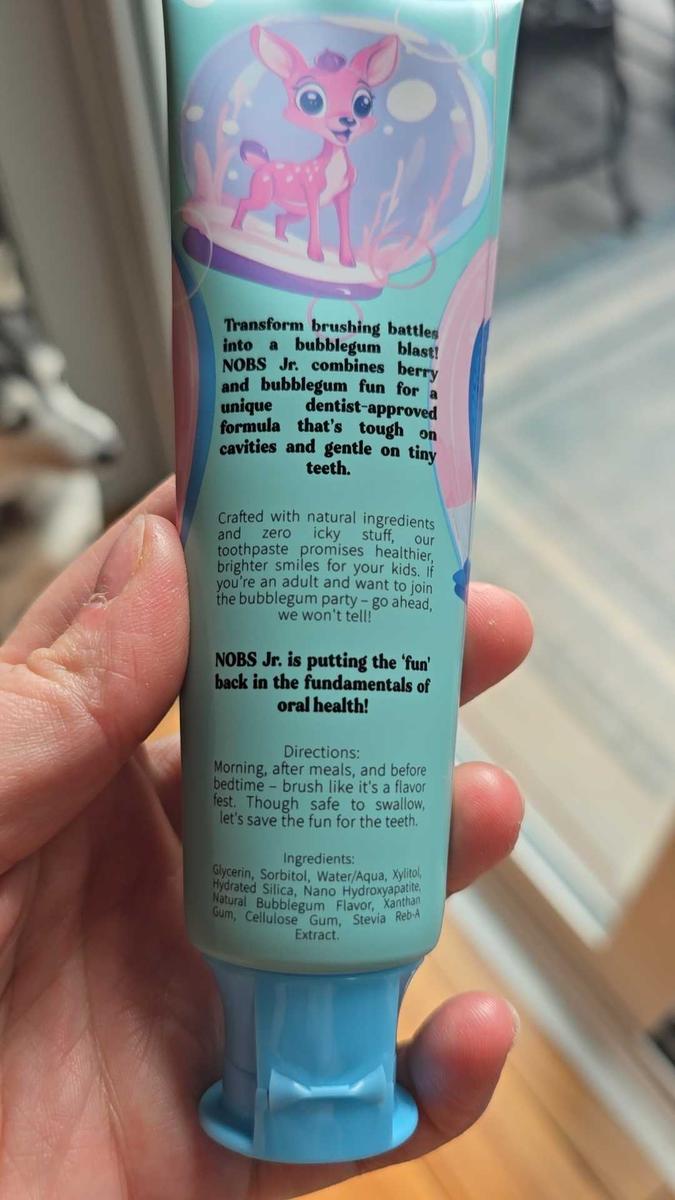 Transform brushing battles
into a bubblegum blast!
NOBS Jr. combines berry
and bubblegum fun for a
unique dentist-approved
formula that's tough on
cavities and gentle on tiny
teeth.
Crafted with natural ingredients
and zero icky stuff, our
toothpaste promises healthier,
brighter smiles for your kids. If
you're an adult and want to join
the bubblegum party – go ahead,
we won't tell!
NOBS Jr. is putting the 'fun'
back in the fundamentals of
oral health!
Directions:
Morning, after meals, and before
bedtime – brush like it's a flavor
fest. Though safe to swallow,
let's save the fun for the teeth.
Ingredients:
Glycerin, Sorbitol, Water/Aqua, Xylitol,
Hydrated Silica, Nano Hydroxyapatite,
Natural Bubblegum Flavor, Xanthan
Gum, Cellulose Gum, Stevia Reb-A
Extract.